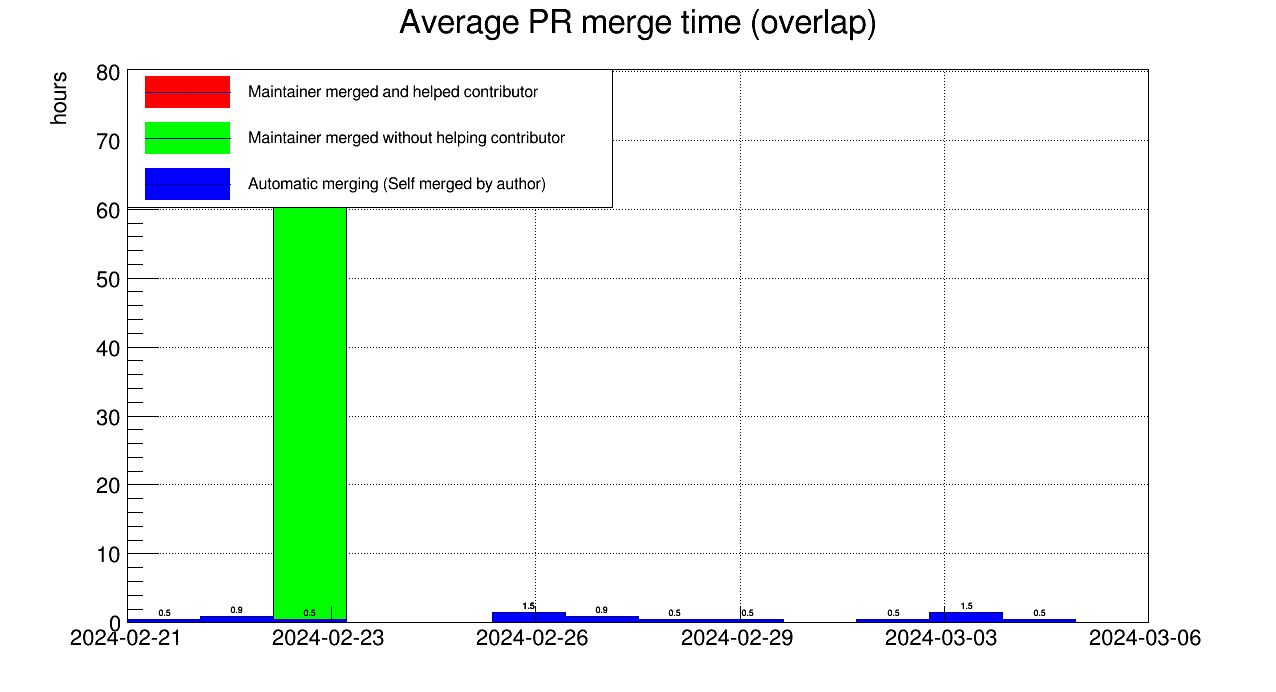 Average PR merge time (overlap)
hours
80
70
60
50
40
30
20
10
0
Maintainer merged and helped contributor
Maintainer merged without helping contributor
Automatic merging (Self merged by author)
0.5 0.9 0.5 1.5 0.9 0.5 0.5 0.5 1.5 0.5
2024-02-21 2024-02-23 2024-02-26 2024-02-29 2024-03-03 2024-03-06